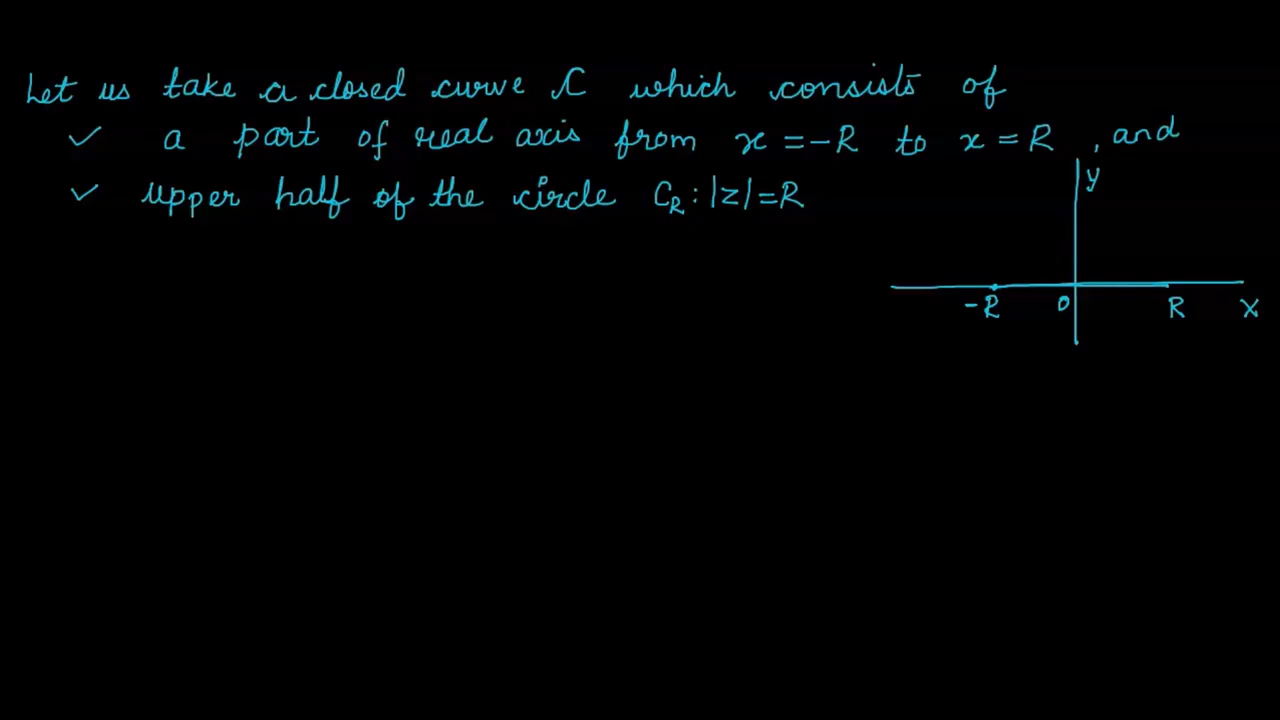 Let us take a closed curve C which consists of
✓ a part of real axis from x = -R to x = R , and
✓ upper half of the circle C_R : |z| = R
y
-R 0 R X